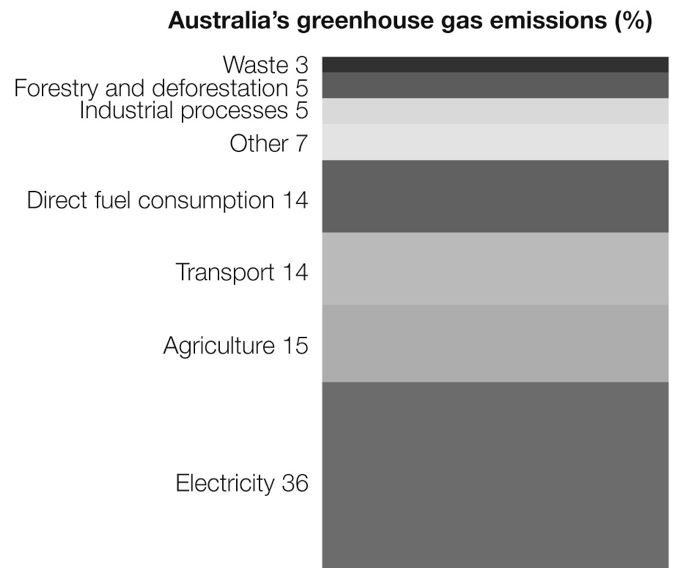 Australia’s greenhouse gas emissions (%)
Waste 3
Forestry and deforestation 5
Industrial processes 5
Other 7
Direct fuel consumption 14
Transport 14
Agriculture 15
Electricity 36